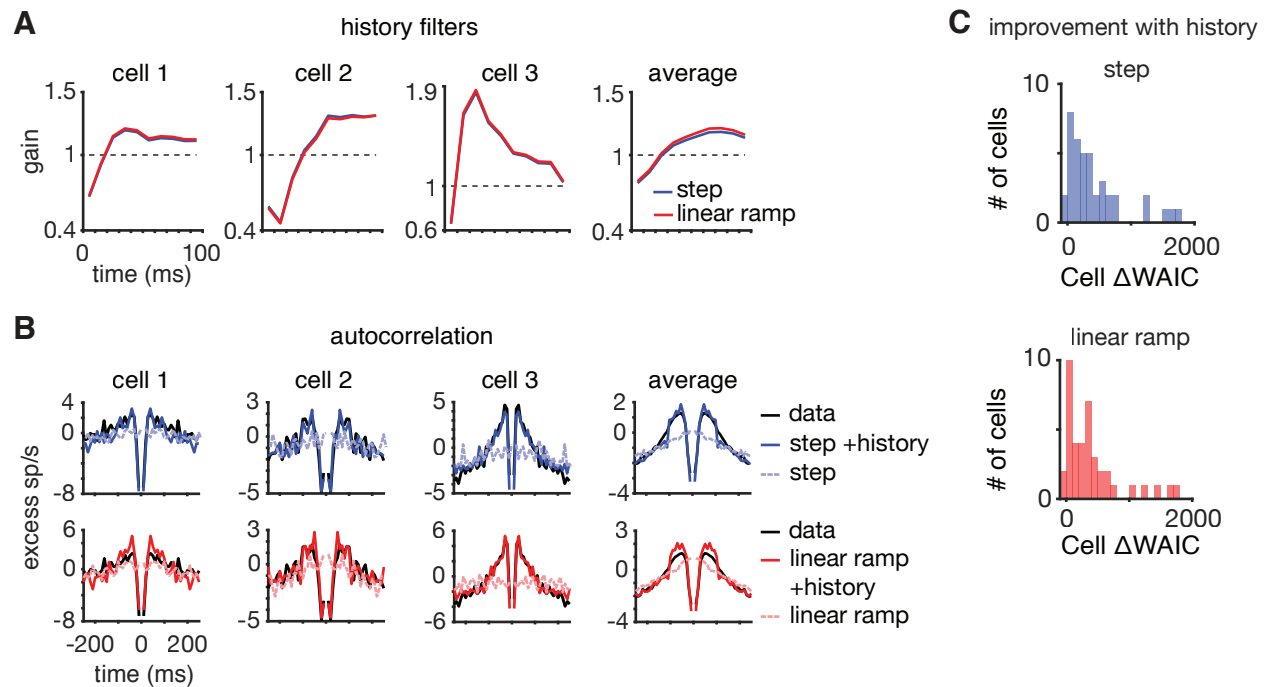 A
history filters
cell 1
cell 2
cell 3
average
gain
1.5
1
0.4
0
100
time (ms)
1.5
1
0.4
1.9
1
0.6
1.5
1
0.4
step
linear ramp
B
autocorrelation
cell 1
cell 2
cell 3
average
excess sp/s
4
0
-8
3
0
-5
5
0
-5
2
0
-4
data
step +history
step
6
0
-8
-200
0
200
time (ms)
3
0
-5
6
0
-6
3
0
-4
data
linear ramp
+history
linear ramp
C
improvement with history
step
# of cells
10
0
0
2000
Cell ΔWAIC
linear ramp
# of cells
10
0
0
2000
Cell ΔWAIC